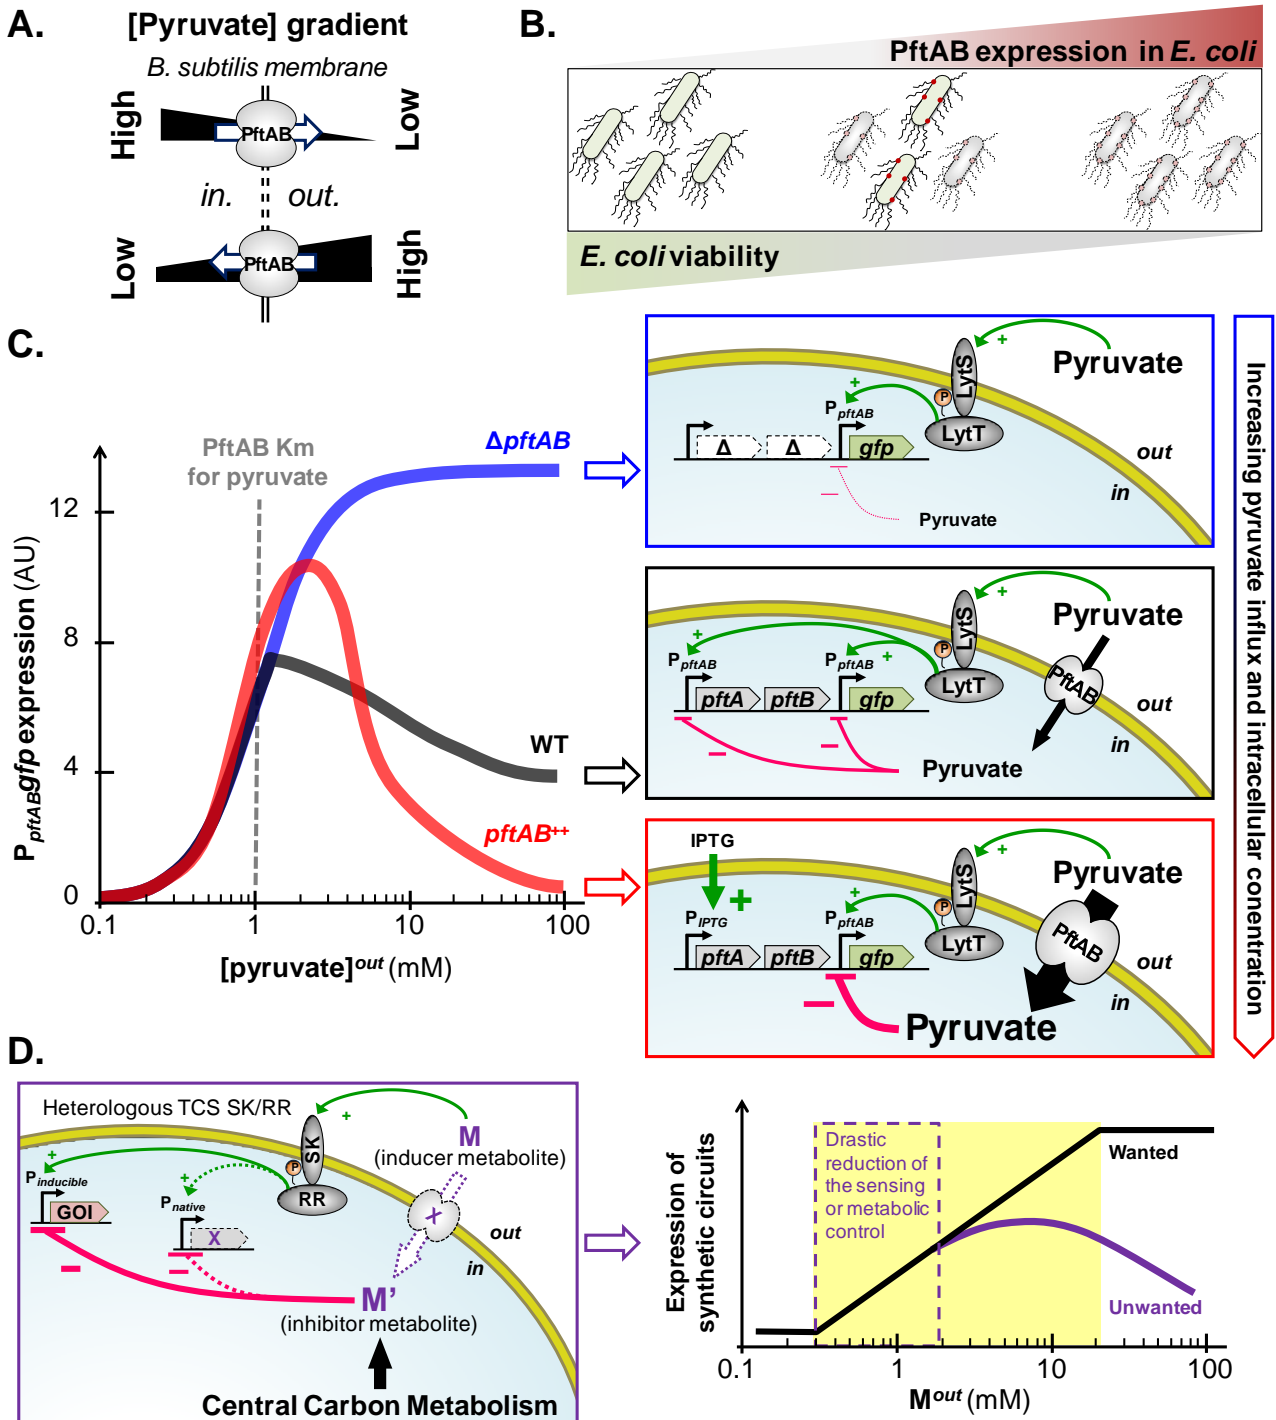 A.
[Pyruvate] gradient
B. subtilis membrane
High
PftAB
Low
in.
out.
Low
PftAB
High
B.
PftAB expression in E. coli
E. coli viability
C.
PftAB Km
for pyruvate
ΔpftAB
WT
pftAB++
PpftABgfp expression (AU)
12
8
4
0
0.1
1
10
100
[pyruvate]out (mM)
Pyruvate
+
LytS
P
LytT
+
PpftAB
Δ
Δ
gfp
out
in
–
Pyruvate
Pyruvate
+
LytS
P
LytT
+
+
PpftAB
PpftAB
pftA
pftB
gfp
PftAB
out
in
–
–
Pyruvate
IPTG
+
Pyruvate
+
LytS
P
LytT
+
PIPTG
PpftAB
pftA
pftB
gfp
PftAB
out
in
–
Pyruvate
Increasing pyruvate influx and intracellular conentration
D.
Heterologous TCS SK/RR
+
SK
P
RR
M
(inducer metabolite)
+
+
Pinducible
GOI
Pnative
X
X
out
in
–
–
M'
(inhibitor metabolite)
Central Carbon Metabolism
Expression of
synthetic circuits
Drastic
reduction of
the sensing
or metabolic
control
Wanted
Unwanted
0.1
1
10
100
Mout (mM)